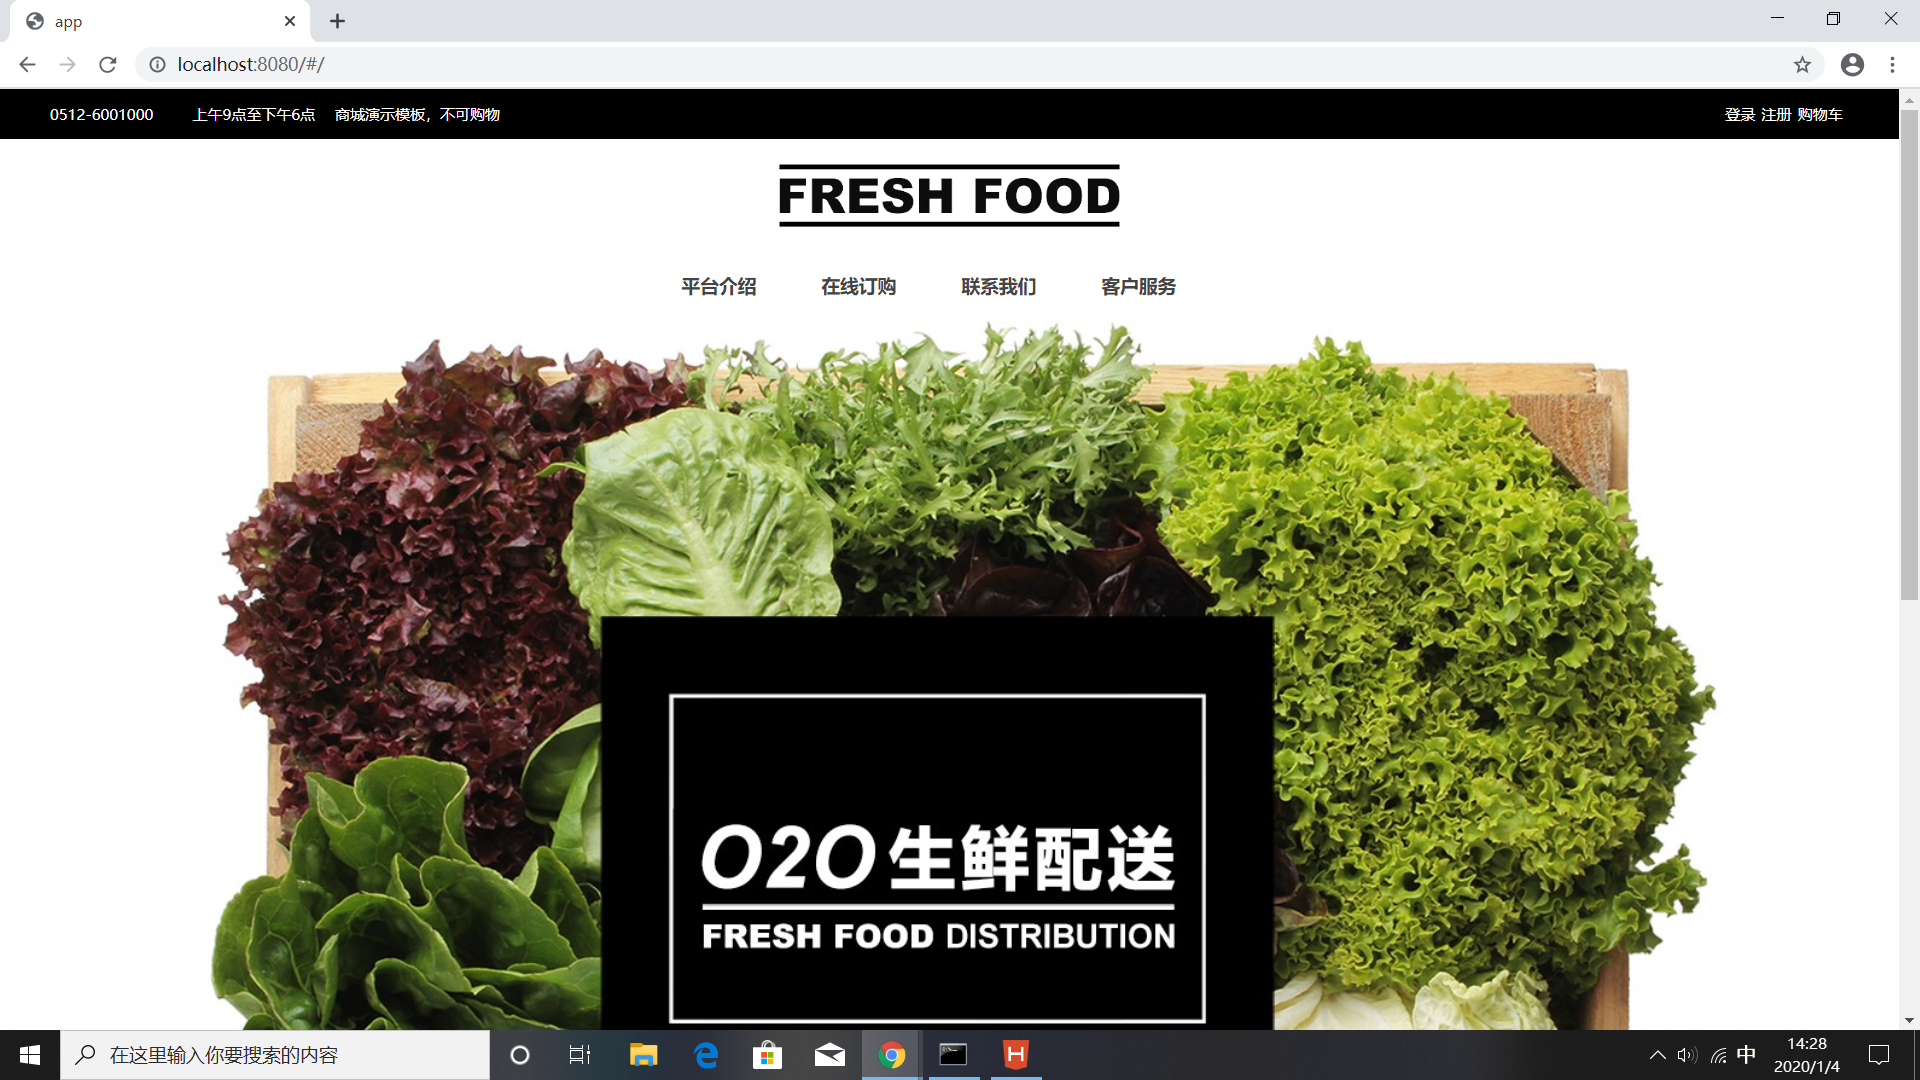 app
localhost:8080/#/
0512-6001000 上午9点至下午6点 商城演示模板，不可购物 登录 注册 购物车
FRESH FOOD
平台介绍 在线订购 联系我们 客户服务
O2O生鲜配送
FRESH FOOD DISTRIBUTION
在这里输入你要搜索的内容
中
14:28
2020/1/4